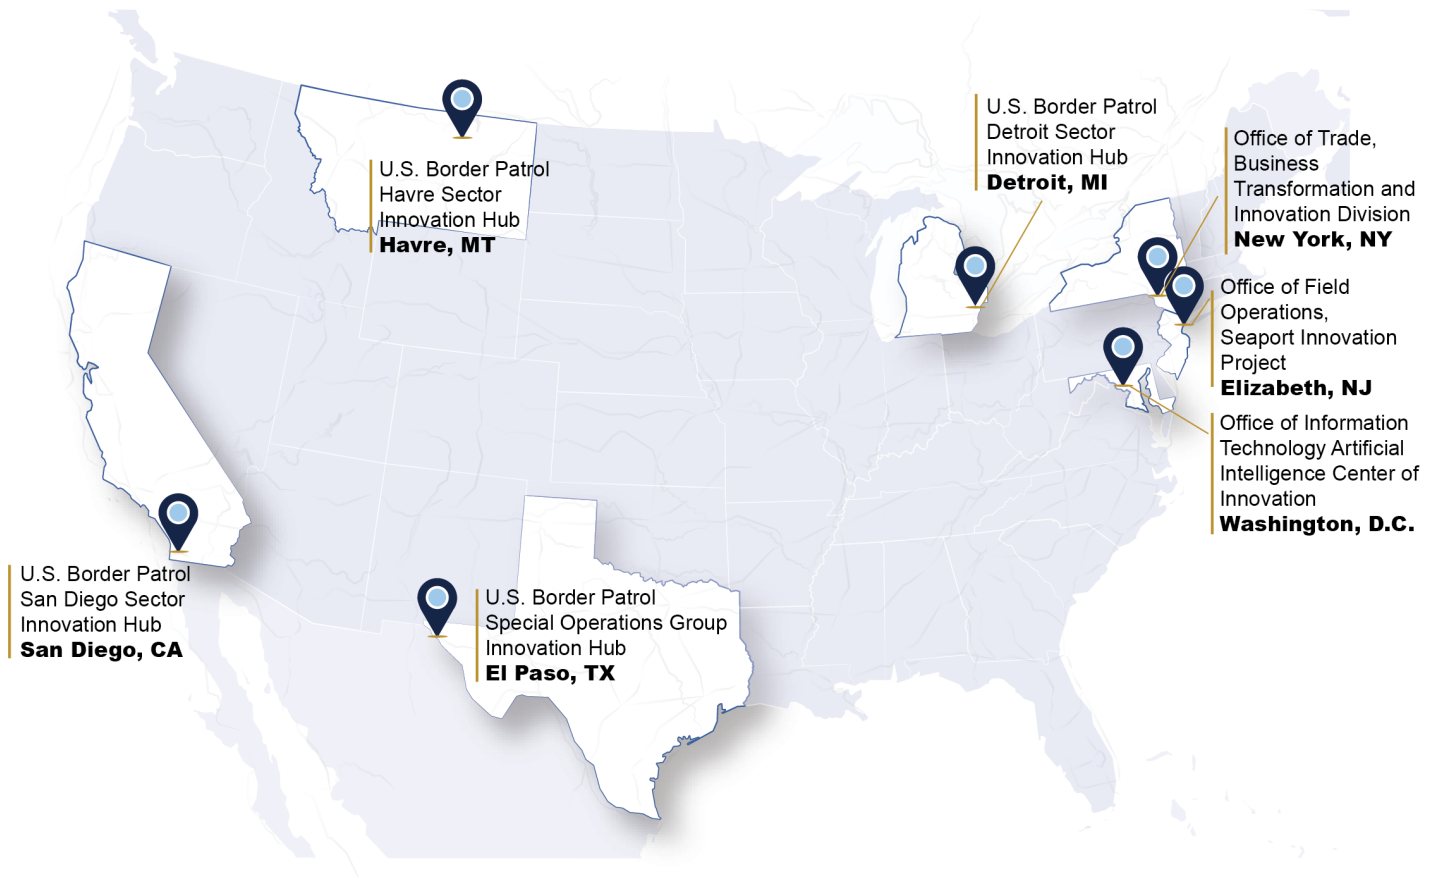 U.S. Border Patrol
Havre Sector
Innovation Hub
Havre, MT
U.S. Border Patrol
Detroit Sector
Innovation Hub
Detroit, MI
Office of Trade,
Business
Transformation and
Innovation Division
New York, NY
Office of Field
Operations,
Seaport Innovation
Project
Elizabeth, NJ
Office of Information
Technology Artificial
Intelligence Center of
Innovation
Washington, D.C.
U.S. Border Patrol
San Diego Sector
Innovation Hub
San Diego, CA
U.S. Border Patrol
Special Operations Group
Innovation Hub
El Paso, TX